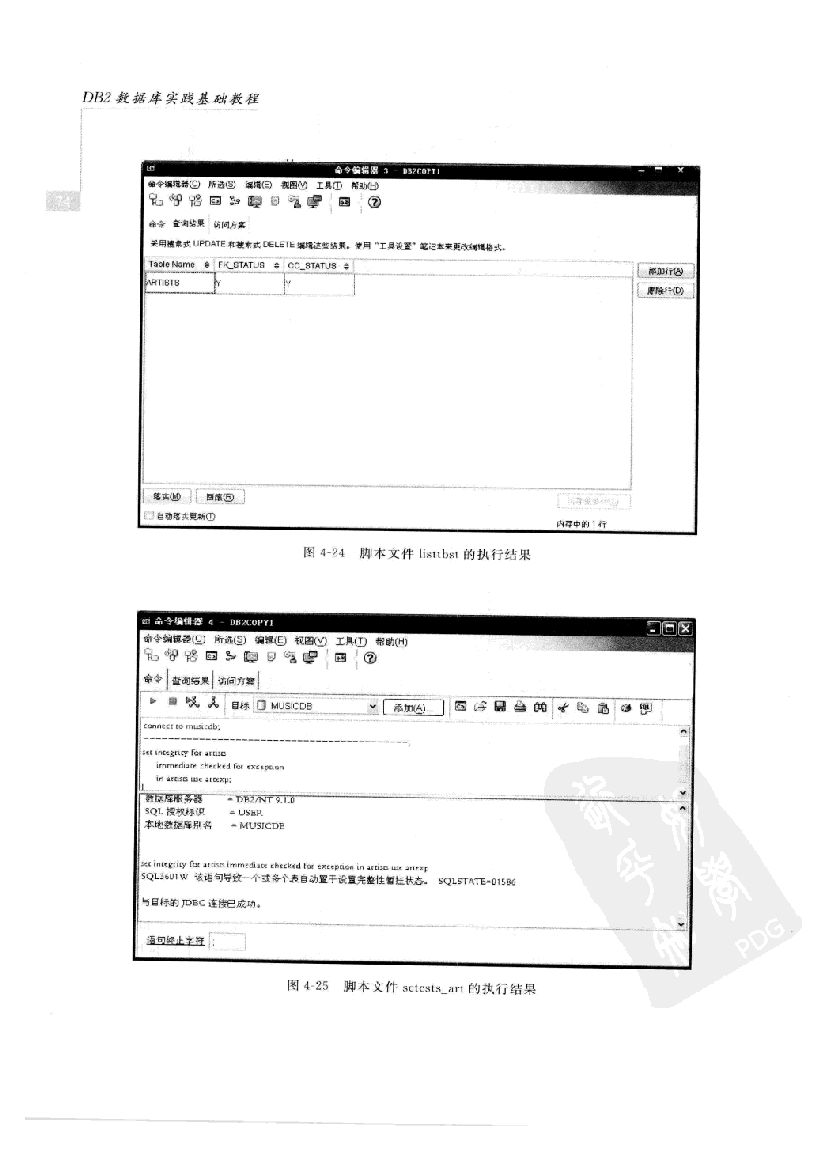 DB2 数据库实践基础教程
命令编辑器 3 - DB2COPY1
命令编辑器(C) 所选(S) 编辑(E) 视图(V) 工具(T) 帮助(H)
命令 查询结果 访问方案
采用搜索式 UPDATE 和搜索式 DELETE 编辑这些结果。使用“工具设置”笔记本来更改编辑格式。
Table Name FK_STATUS CC_STATUS
添加行(A)
ARTISTS Y Y
删除行(D)
落实(M) 回滚(R)
自动落实更新(T)
内存中的 1 行
图 4-24 脚本文件 listtbst 的执行结果
命令编辑器 4 - DB2COPY1
命令编辑器(C) 所选(S) 编辑(E) 视图(V) 工具(T) 帮助(H)
命令 查询结果 访问方案
目标 MUSICDB 添加(A)...
connect to musicdb;
set integrity for artists
immediate checked for exception
in artists use artexp;
数据库服务器 = DB2/NT 9.1.0
SQL 授权标识 = USER
本地数据库别名 = MUSICDB
set integrity for artists immediate checked for exception in artists use artexp
SQL3601W 该语句导致一个或多个表自动置于设置完整性暂挂状态。 SQLSTATE=01586
与目标的 JDBC 连接已成功。
语句终止字符 ;
PDG
图 4-25 脚本文件 setcsts_art 的执行结果